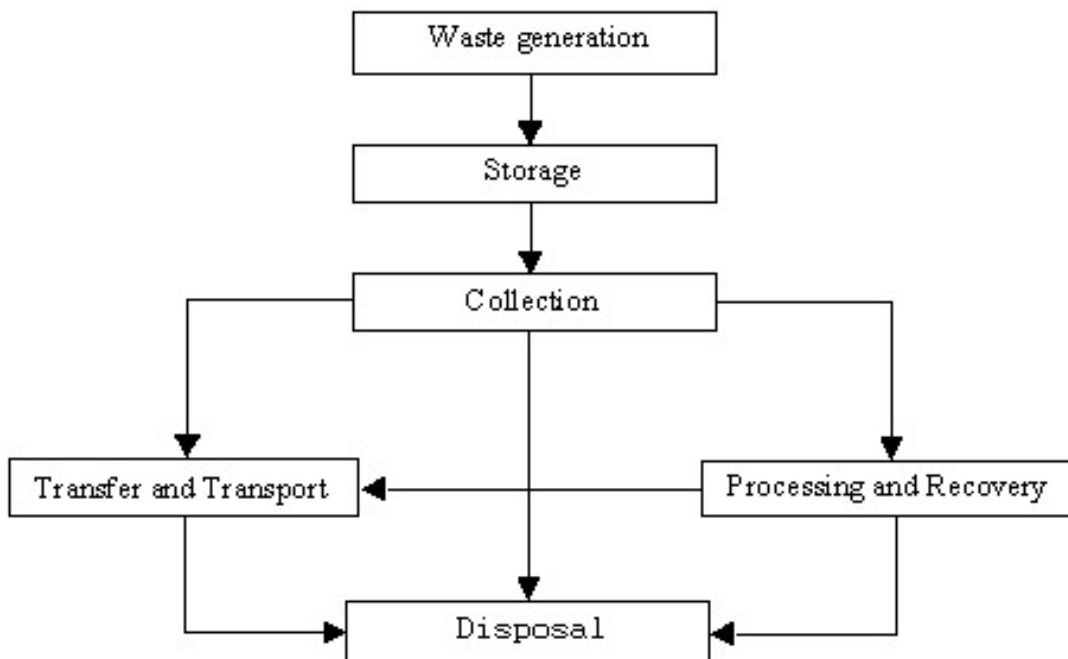 Waste generation
Storage
Collection
Transfer and Transport
Processing and Recovery
Disposal